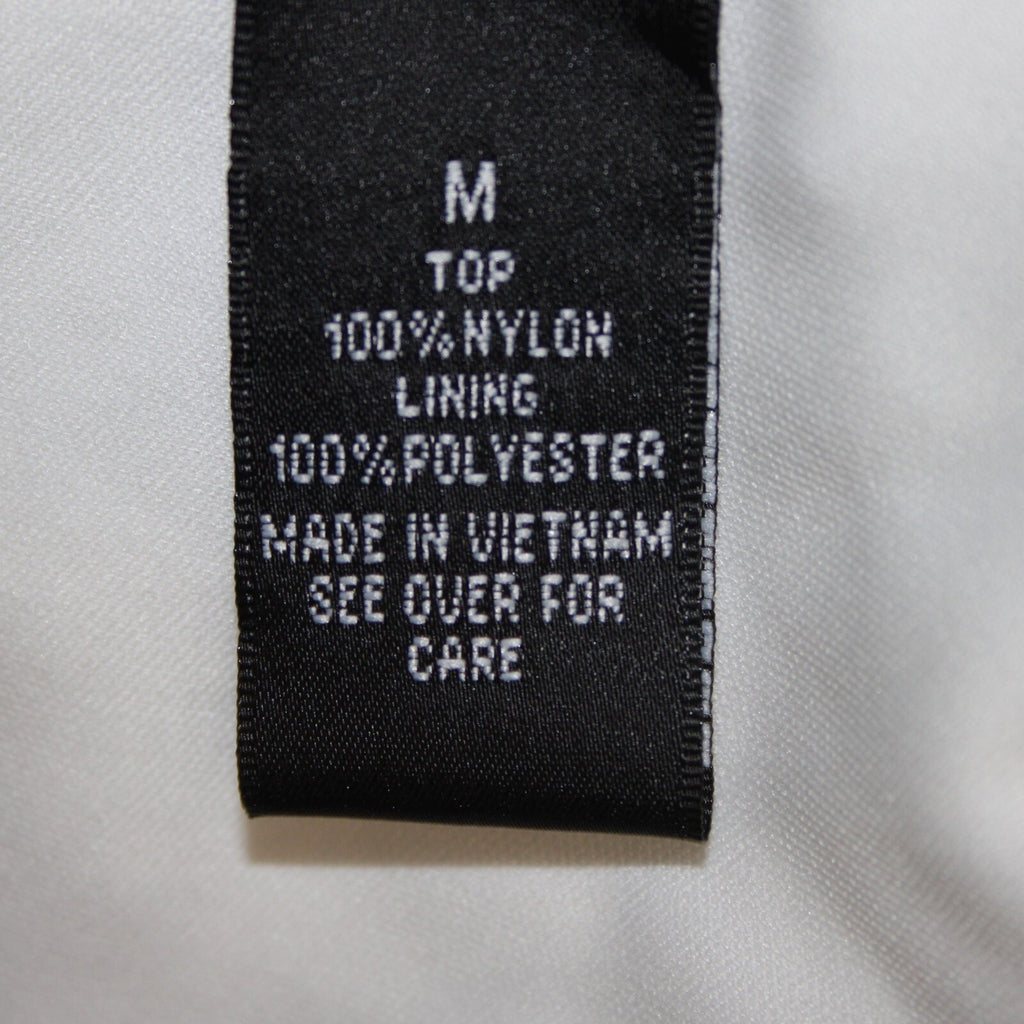 M
TOP
100%NYLON
LINING
100%POLYESTER
MADE IN VIETNAM
SEE OVER FOR
CARE